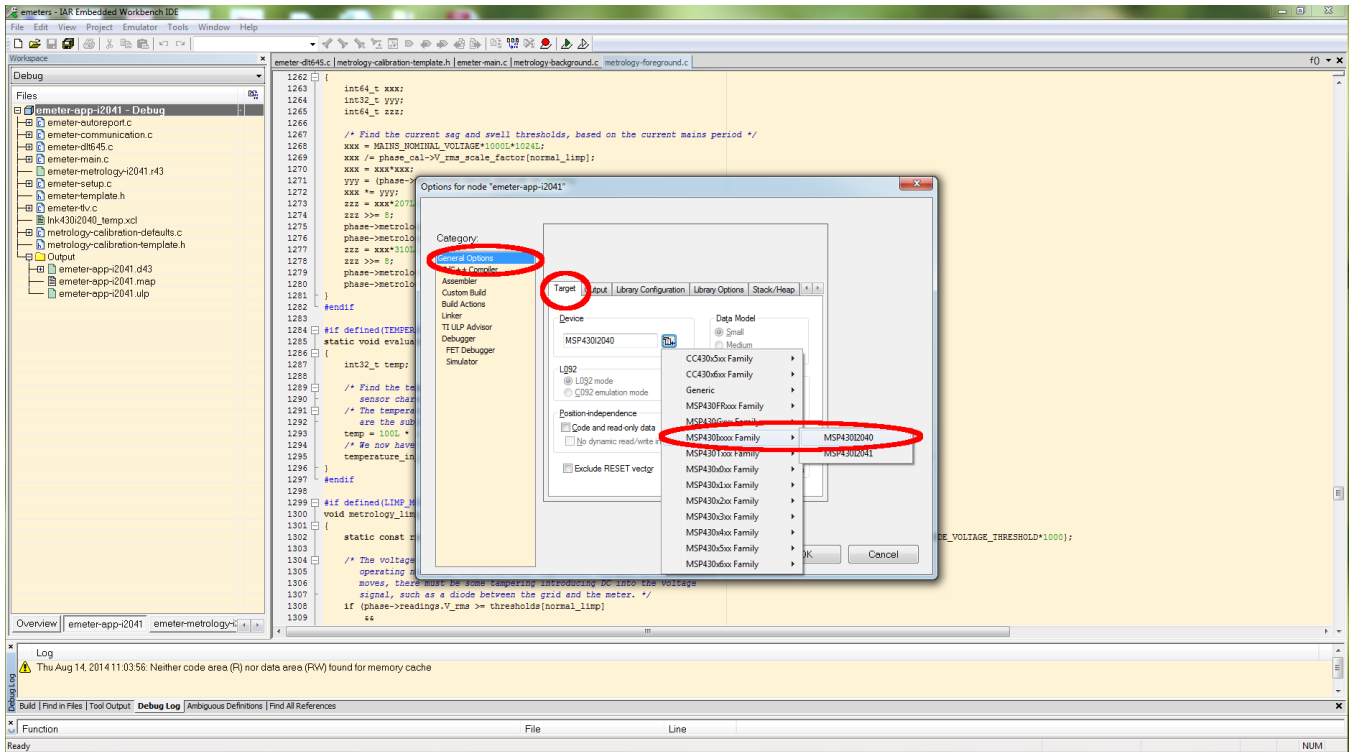 emeters - IAR Embedded Workbench IDE
File Edit View Project Emulator Tools Window Help
Workspace
emeter-dlt645.c | metrology-calibration-template.h | emeter-main.c | metrology-background.c metrology-foreground.c f()
Debug
Files
emeter-app-i2041 - Debug
emeter-autoreport.c
emeter-communication.c
emeter-dlt645.c
emeter-main.c
emeter-metrology-i2041.r43
emeter-setup.c
emeter-template.h
emeter-tlv.c
lnk430i2040_temp.xcl
metrology-calibration-defaults.c
metrology-calibration-template.h
Output
emeter-app-i2041.d43
emeter-app-i2041.map
emeter-app-i2041.ulp
Overview emeter-app-i2041 emeter-metrology-i2
1262 {
1263 int64_t xxx;
1264 int32_t yyy;
1265 int64_t zzz;
1266
1267 /* Find the current sag and swell thresholds, based on the current mains period */
1268 xxx = MAINS_NOMINAL_VOLTAGE*1000L*1024L;
1269 xxx /= phase_cal->V_rms_scale_factor[normal_limp];
1270 xxx = xxx*xxx;
1271 yyy = (phase->
1272 xxx *= yyy;
1273 zzz = xxx*207L
1274 zzz >>= 8;
1275 phase->metrolo
1276 phase->metrolo
1277 zzz = xxx*310L
1278 zzz >>= 8;
1279 phase->metrolo
1280 phase->metrolo
1281 }
1282 #endif
1283
1284 #if defined(TEMPER
1285 static void evalua
1286 {
1287 int32_t temp;
1288
1289 /* Find the te
1290 sensor char
1291 /* The tempera
1292 are the sub
1293 temp = 100L *
1294 /* We now have
1295 temperature_in
1296 }
1297 #endif
1298
1299 #if defined(LIMP_M
1300 void metrology_lim
1301 {
1302 static const r DE_VOLTAGE_THRESHOLD*1000};
1303
1304 /* The voltage
1305 operating n
1306 moves, there must be some tampering introducing DC into the voltage
1307 signal, such as a diode between the grid and the meter. */
1308 if (phase->readings.V_rms >= thresholds[normal_limp]
1309 &&
Options for node "emeter-app-i2041"
Category:
General Options
C/C++ Compiler
Assembler
Custom Build
Build Actions
Linker
TI ULP Advisor
Debugger
FET Debugger
Simulator
Target Output Library Configuration Library Options Stack/Heap
Device
MSP430I2040
Data Model
Small
Medium
L092
L092 mode
C092 emulation mode
Position-independence
Code and read-only data
No dynamic read/write in
Exclude RESET vector
CC430x5xx Family
CC430x6xx Family
Generic
MSP430FRxxx Family
MSP430Gxxx Family
MSP430Ixxxx Family
MSP430Txxx Family
MSP430x0xx Family
MSP430x1xx Family
MSP430x2xx Family
MSP430x3xx Family
MSP430x4xx Family
MSP430x5xx Family
MSP430x6xx Family
MSP430I2040
MSP430I2041
OK Cancel
Log
Thu Aug 14, 2014 11:03:56: Neither code area (R) nor data area (RW) found for memory cache
Debug Log
Build | Find in Files | Tool Output Debug Log Ambiguous Definitions | Find All References
Function File Line
Ready NUM